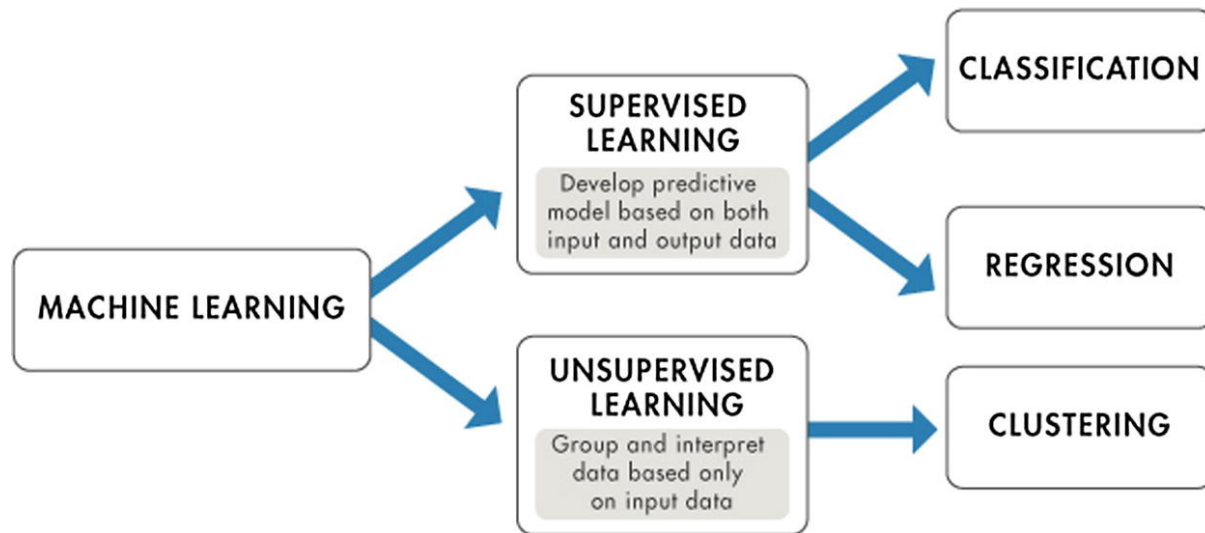 MACHINE LEARNING
SUPERVISED
LEARNING
Develop predictive
model based on both
input and output data
UNSUPERVISED
LEARNING
Group and interpret
data based only
on input data
CLASSIFICATION
REGRESSION
CLUSTERING